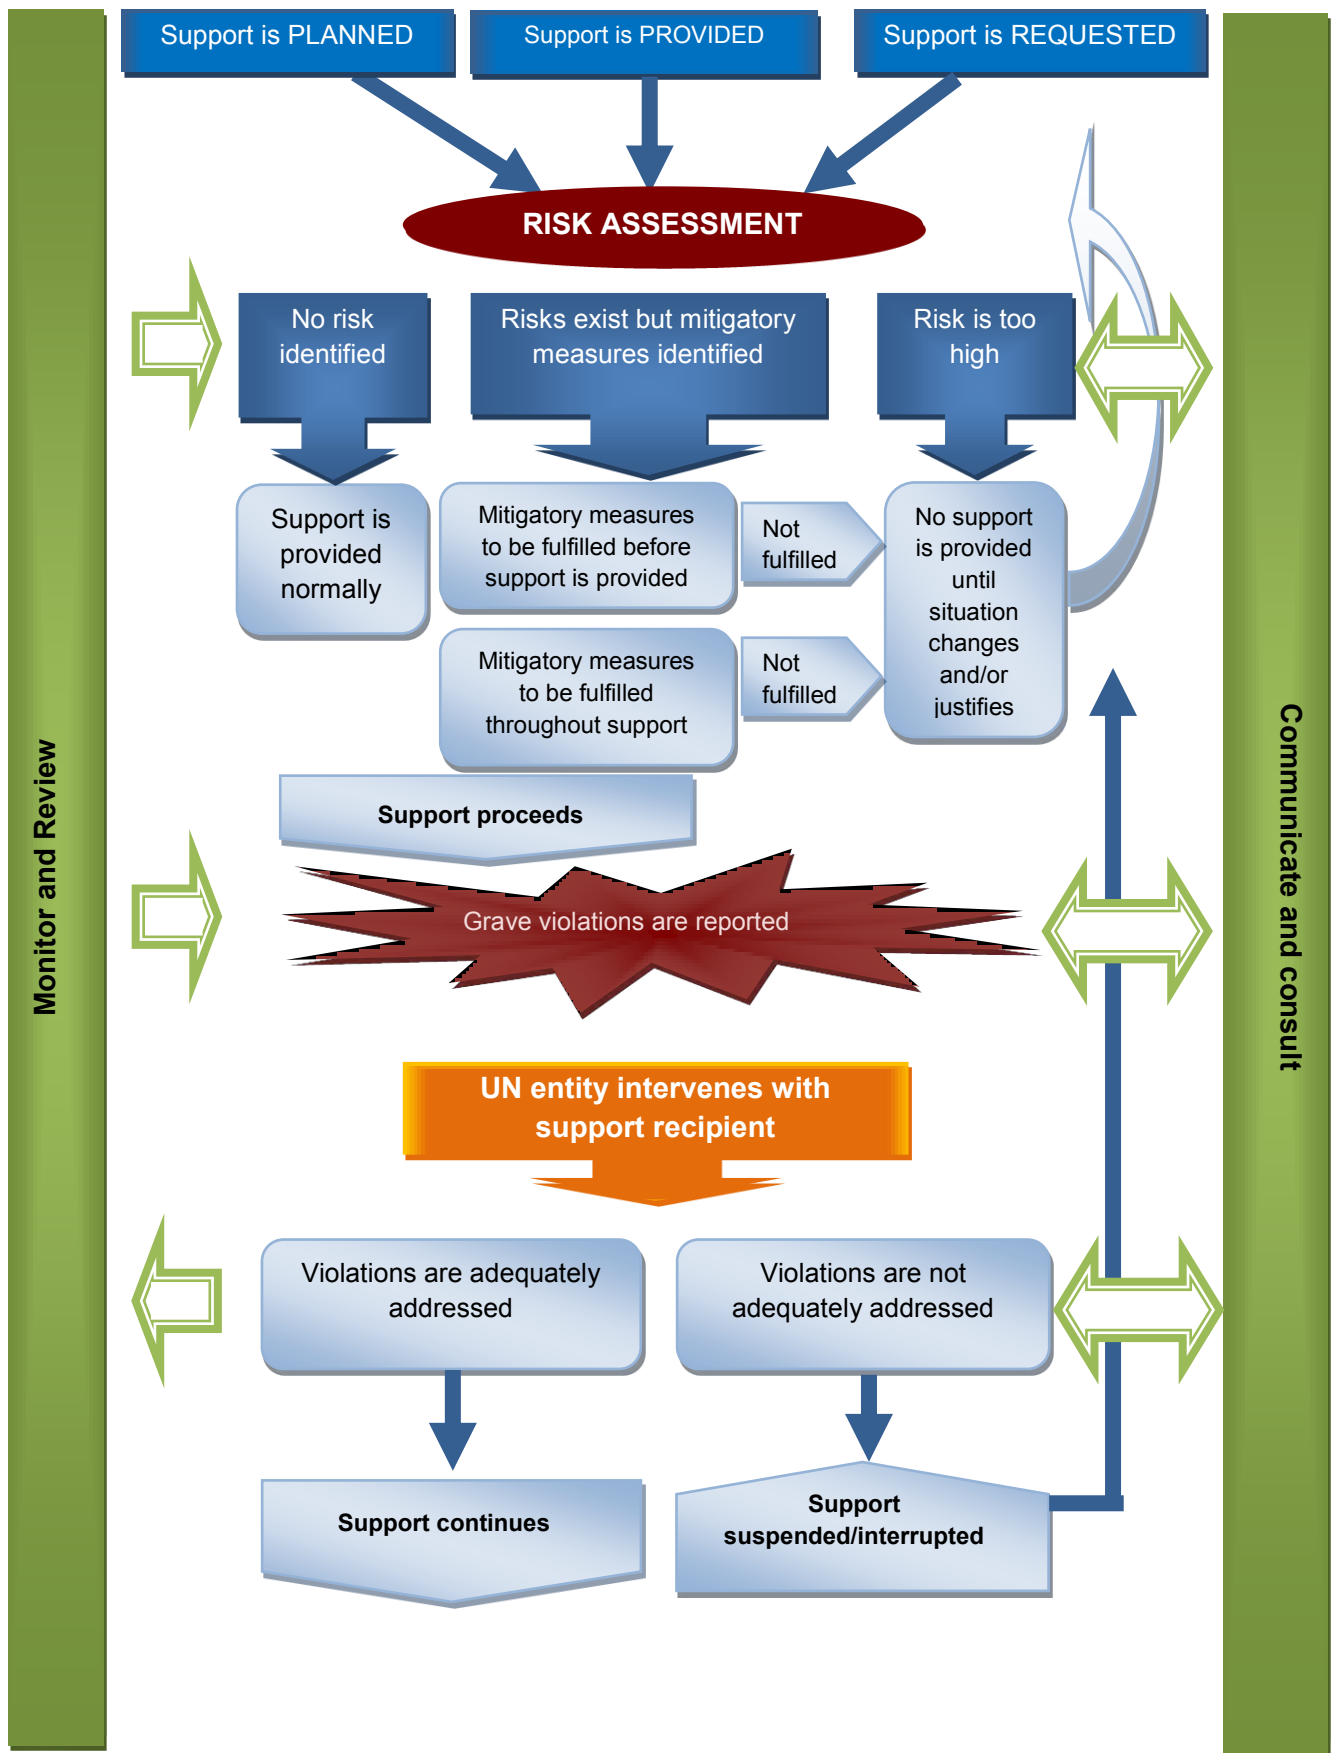 Support is PLANNED
Support is PROVIDED
Support is REQUESTED
RISK ASSESSMENT
No risk
identified
Risks exist but mitigatory
measures identified
Risk is too
high
Support is
provided
normally
Mitigatory measures
to be fulfilled before
support is provided
Not
fulfilled
No support
is provided
until
situation
changes
and/or
justifies
Mitigatory measures
to be fulfilled
throughout support
Not
fulfilled
Support proceeds
Grave violations are reported
UN entity intervenes with
support recipient
Violations are adequately
addressed
Violations are not
adequately addressed
Support continues
Support
suspended/interrupted
Monitor and Review
Communicate and consult